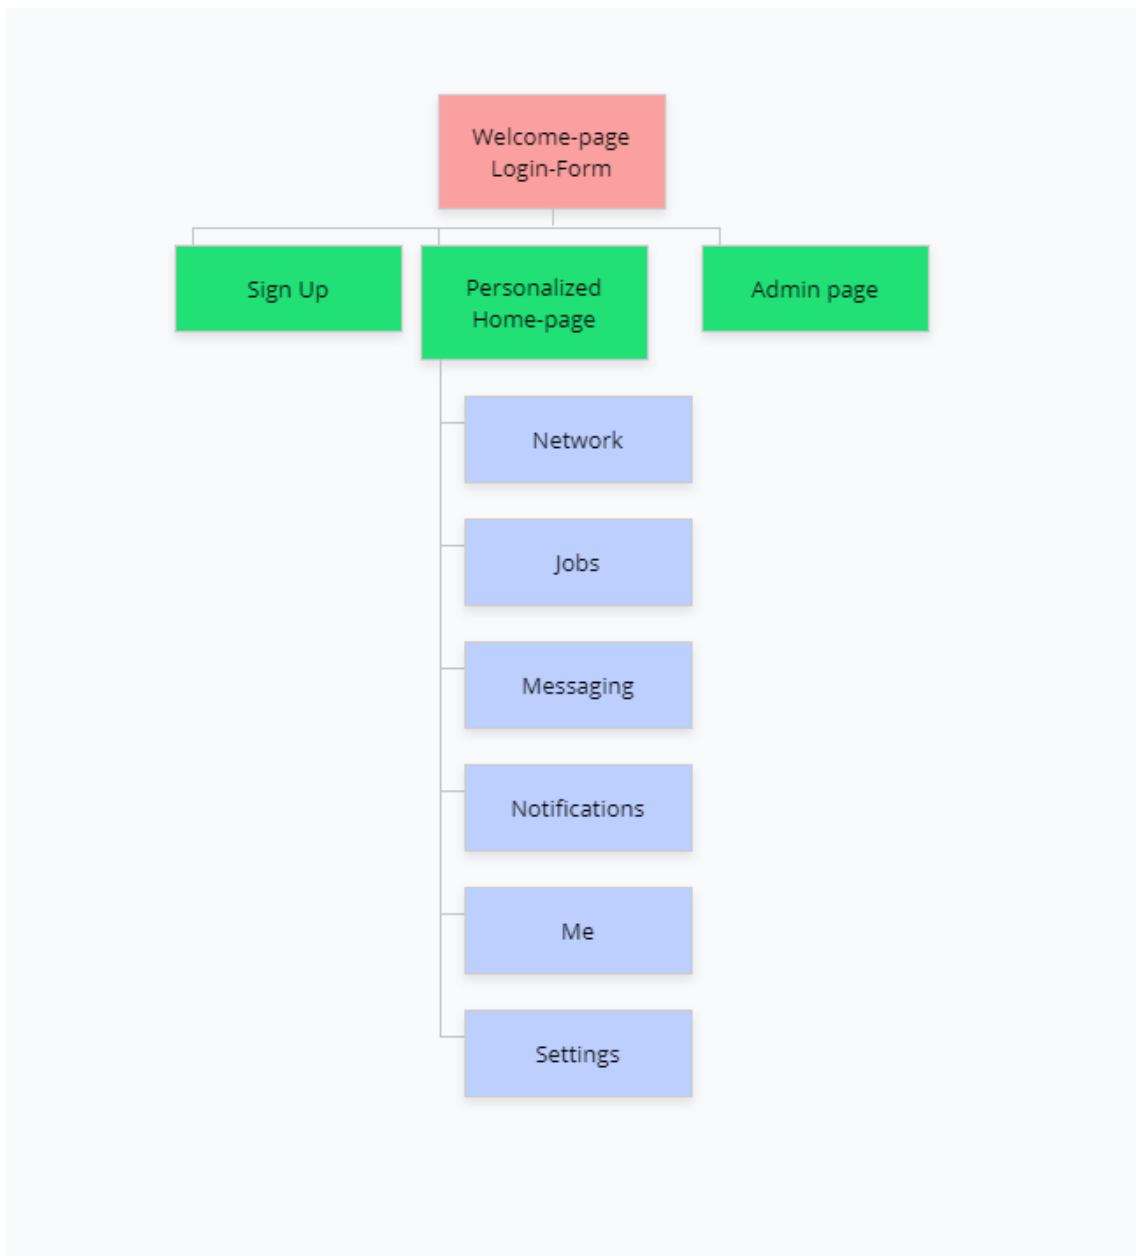 Welcome-page
Login-Form
Sign Up
Personalized
Home-page
Admin page
Network
Jobs
Messaging
Notifications
Me
Settings